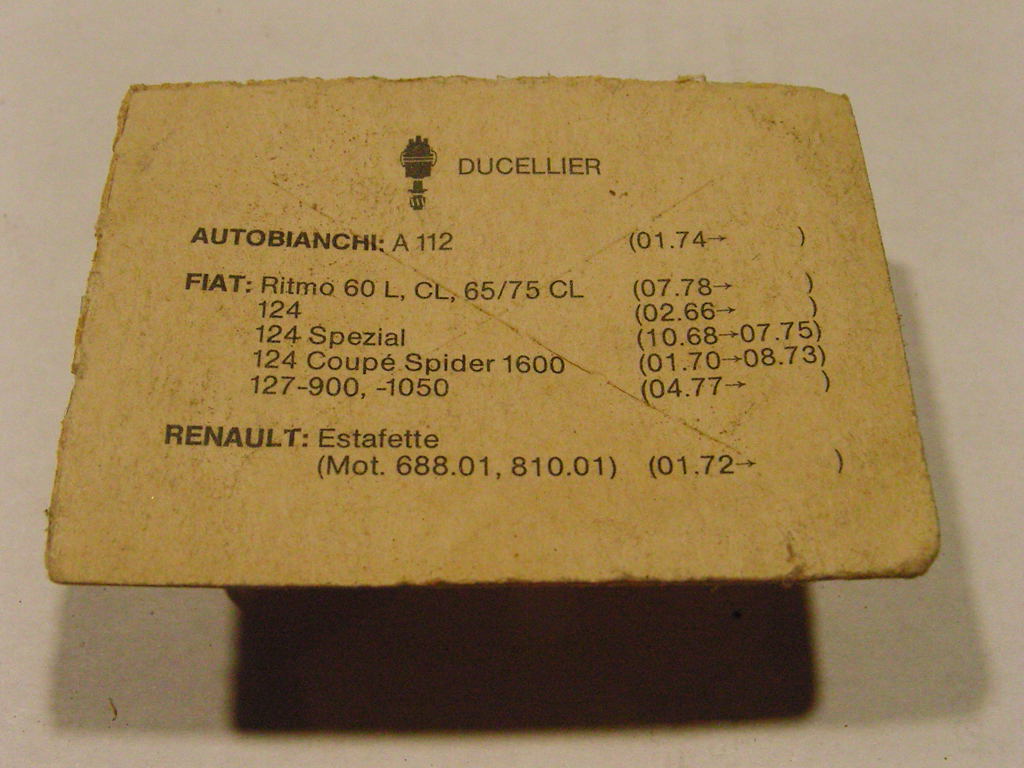 DUCELLIER
AUTOBIANCHI: A 112 (01.74→ )
FIAT: Ritmo 60 L, CL, 65/75 CL (07.78→ )
124 (02.66→ )
124 Spezial (10.68→07.75)
124 Coupé Spider 1600 (01.70→08.73)
127-900, -1050 (04.77→ )
RENAULT: Estafette
(Mot. 688.01, 810.01) (01.72→ )